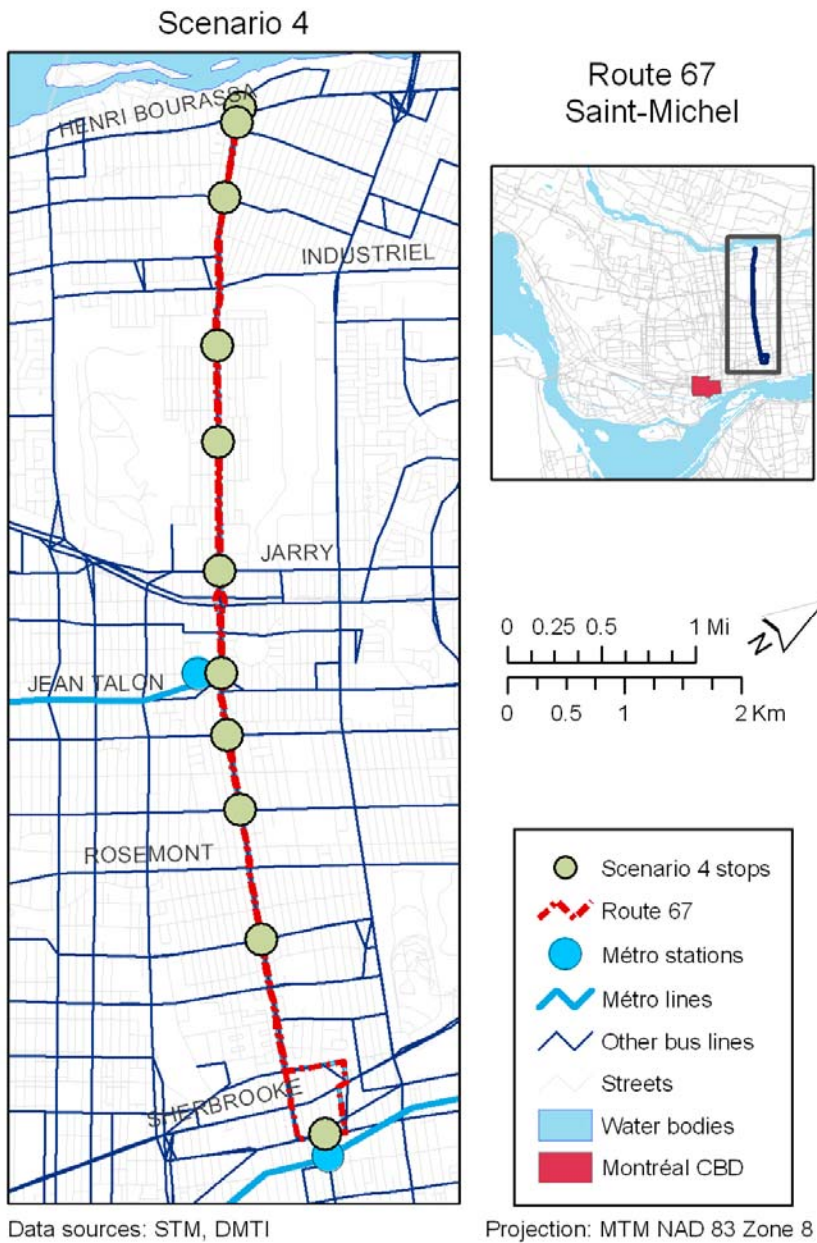 Scenario 4
Route 67
Saint-Michel
HENRI BOURASSA
INDUSTRIEL
JARRY
JEAN TALON
ROSEMONT
SHERBROOKE
0 0.25 0.5 1 Mi
0 0.5 1 2 Km
N
Scenario 4 stops
Route 67
Métro stations
Métro lines
Other bus lines
Streets
Water bodies
Montréal CBD
Data sources: STM, DMTI
Projection: MTM NAD 83 Zone 8